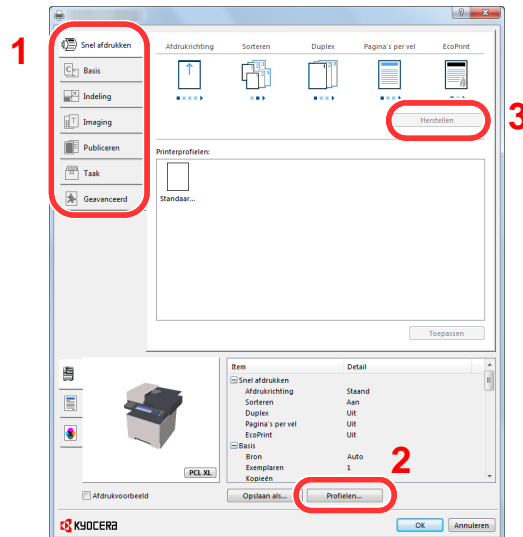 1
Snel afdrukken
Basis
Indeling
Imaging
Publiceren
Taak
Geavanceerd
Afdrukrichting Sorteren Duplex Pagina's per vel EcoPrint
Herstellen
3
Printerprofielen:
Standaar...
Toepassen
Item Detail
Snel afdrukken
Afdrukrichting Staand
Sorteren Aan
Duplex Uit
Pagina's per vel Uit
EcoPrint Uit
Basis
Bron Auto
Exemplaren 1
Kopieën
2
PCL XL
Afdrukvoorbeeld
Opslaan als...
Profielen...
KYOCERA
OK
Annuleren